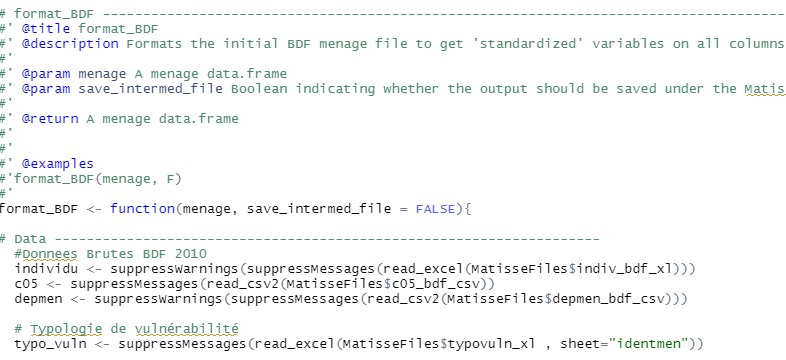 # format_BDF -------------------------------------------------------------------------------------
#' @title format_BDF
#' @description Formats the initial BDF menage file to get 'standardized' variables on all columns
#'
#' @param menage A menage data.frame
#' @param save_intermed_file Boolean indicating whether the output should be saved under the Matis
#'
#' @return A menage data.frame
#'
#'
#' @examples
#'format_BDF(menage, F)
#'
format_BDF <- function(menage, save_intermed_file = FALSE){
# Data --------------------------------------------------------------------
#Donnees Brutes BDF 2010
individu <- suppressWarnings(suppressMessages(read_excel(MatisseFiles$indiv_bdf_xl)))
c05 <- suppressMessages(read_csv2(MatisseFiles$c05_bdf_csv))
depmen <- suppressWarnings(suppressMessages(read_csv2(MatisseFiles$depmen_bdf_csv)))
# Typologie de vulnérabilité
typo_vuln <- suppressMessages(read_excel(MatisseFiles$typovuln_xl , sheet="identmen"))